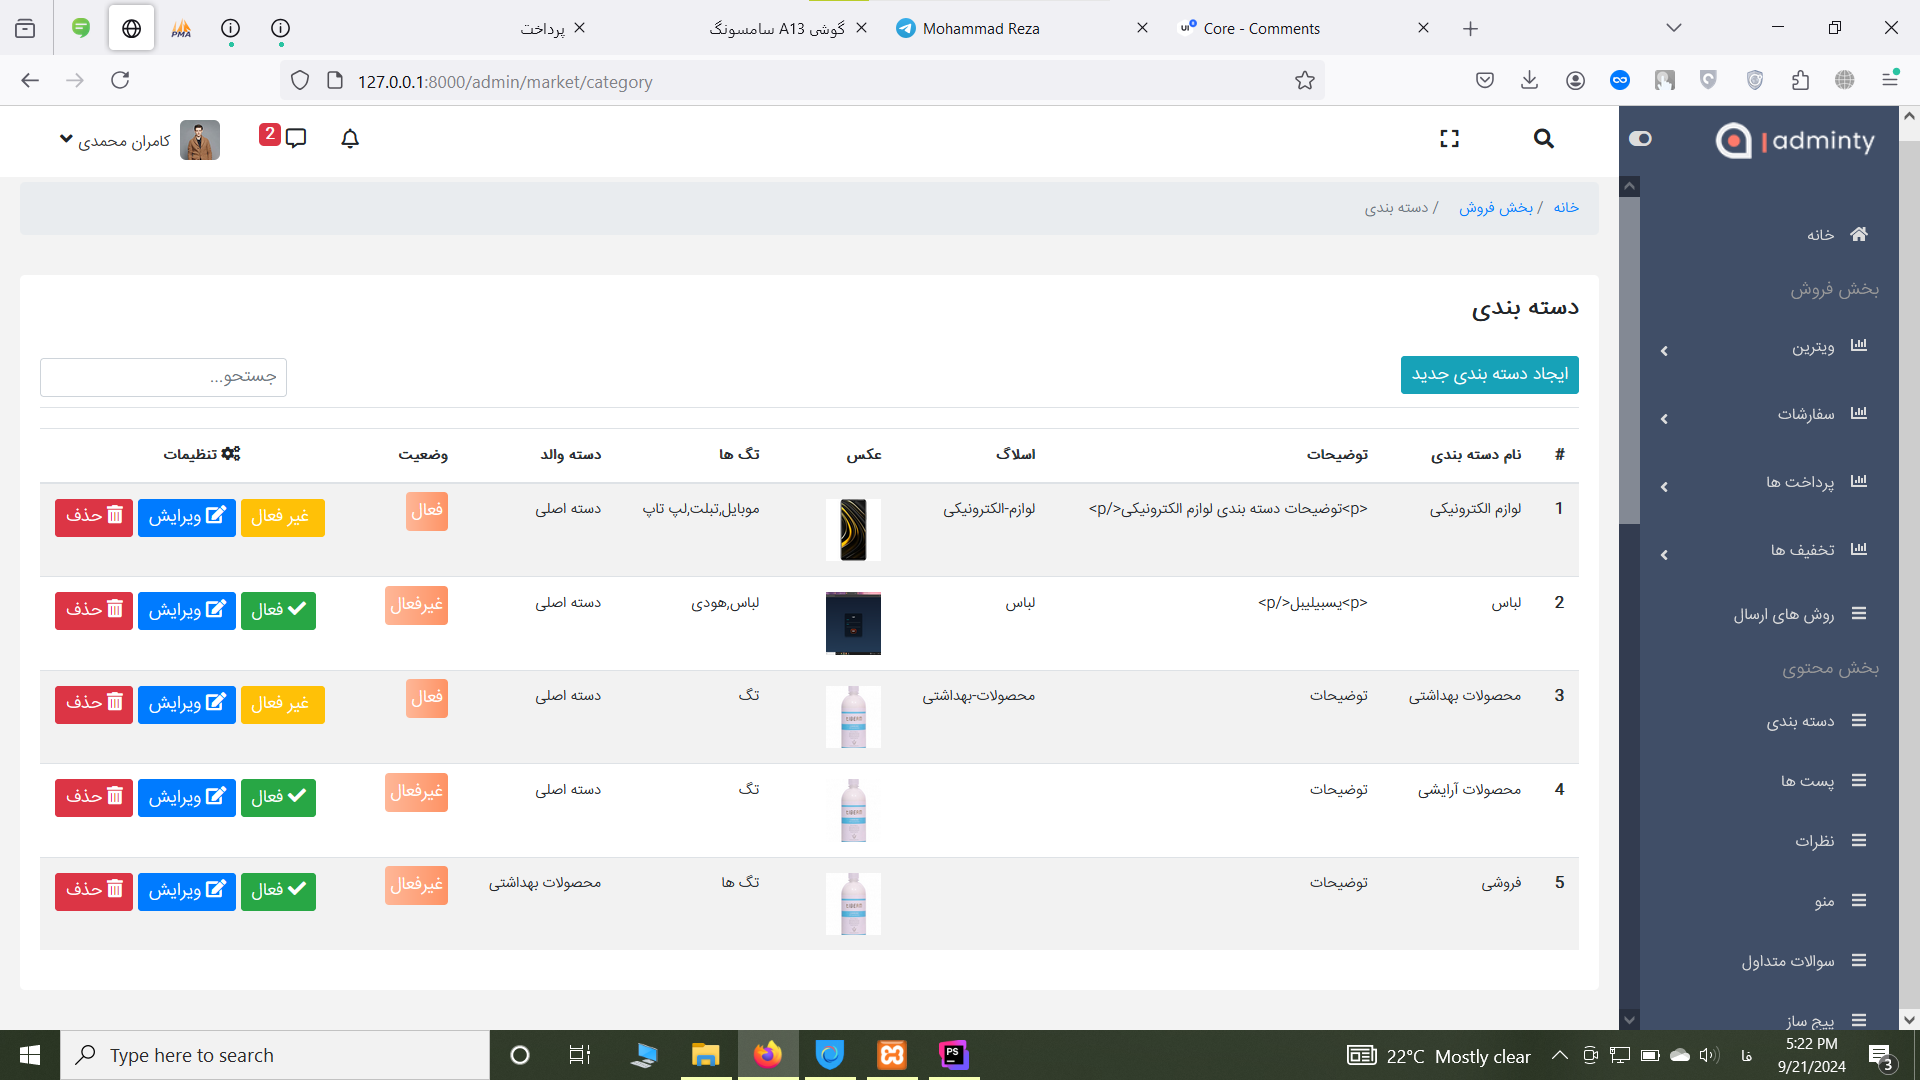 پرداخت
گوشی A13 سامسونگ
Mohammad Reza
Core - Comments
127.0.0.1:8000/admin/market/category
کامران محمدی
2
adminty
خانه / بخش فروش / دسته بندی
خانه
بخش فروش
ویترین
سفارشات
پرداخت ها
تخفیف ها
روش های ارسال
بخش محتوی
دسته بندی
پست ها
نظرات
منو
سوالات متداول
پیج ساز
دسته بندی
ایجاد دسته بندی جدید
جستحو...
# نام دسته بندی توضیحات اسلاگ عکس تگ ها دسته والد وضعیت تنظیمات
1 لوازم الکترونیکی <p>توضیحات دسته بندی لوازم الکترونیکی</p> لوازم-الکترونیکی موبایل,تبلت,لپ تاپ دسته اصلی فعال غیر فعال ویرایش حذف
2 لباس <p>یسبیلیبل</p> لباس لباس,هودی دسته اصلی غیرفعال فعال ویرایش حذف
3 محصولات بهداشتی توضیحات محصولات-بهداشتی تگ دسته اصلی فعال غیر فعال ویرایش حذف
4 محصولات آرایشی توضیحات تگ دسته اصلی غیرفعال فعال ویرایش حذف
5 فروشی توضیحات تگ ها محصولات بهداشتی غیرفعال فعال ویرایش حذف
Type here to search
22°C Mostly clear
فا
5:22 PM
9/21/2024
3